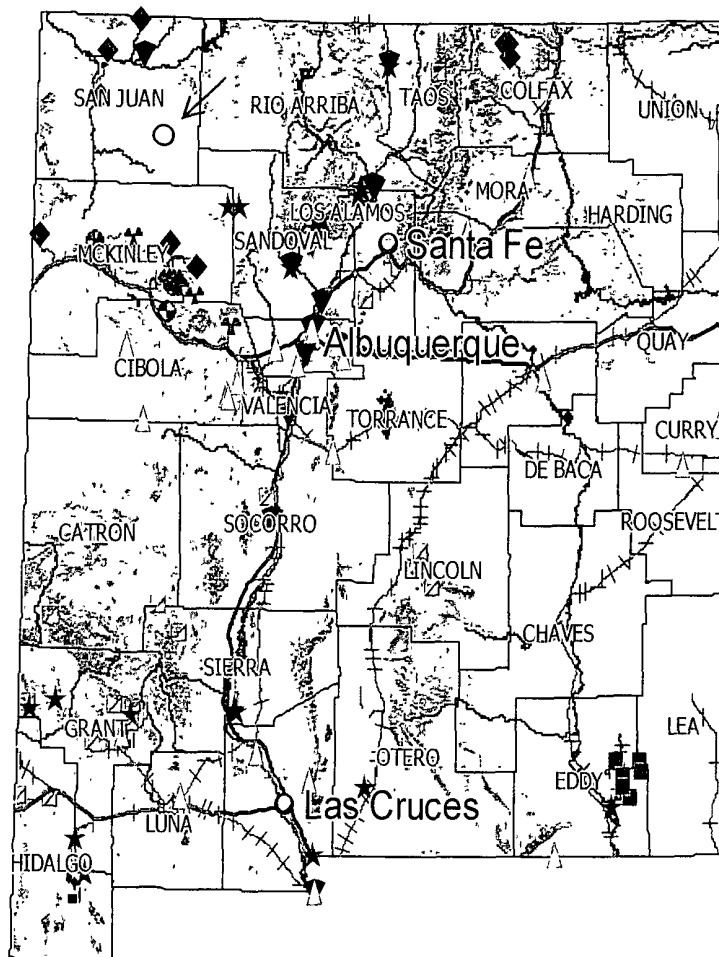 SAN JUAN
RIO ARRIBA
TAOS
COLFAX
UNION
MORA
LOS ALAMOS
HARDING
SANDOVAL
MCKINLEY
Santa Fe
Albuquerque
QUAY
CIBOLA
VALENCIA
TORRANCE
CURRY
DE BACA
SOCORRO
ROOSEVELT
CATRON
LINCOLN
CHAVES
SIERRA
GRANT
LEA
OTERO
EDDY
Las Cruces
LUNA
HIDALGO